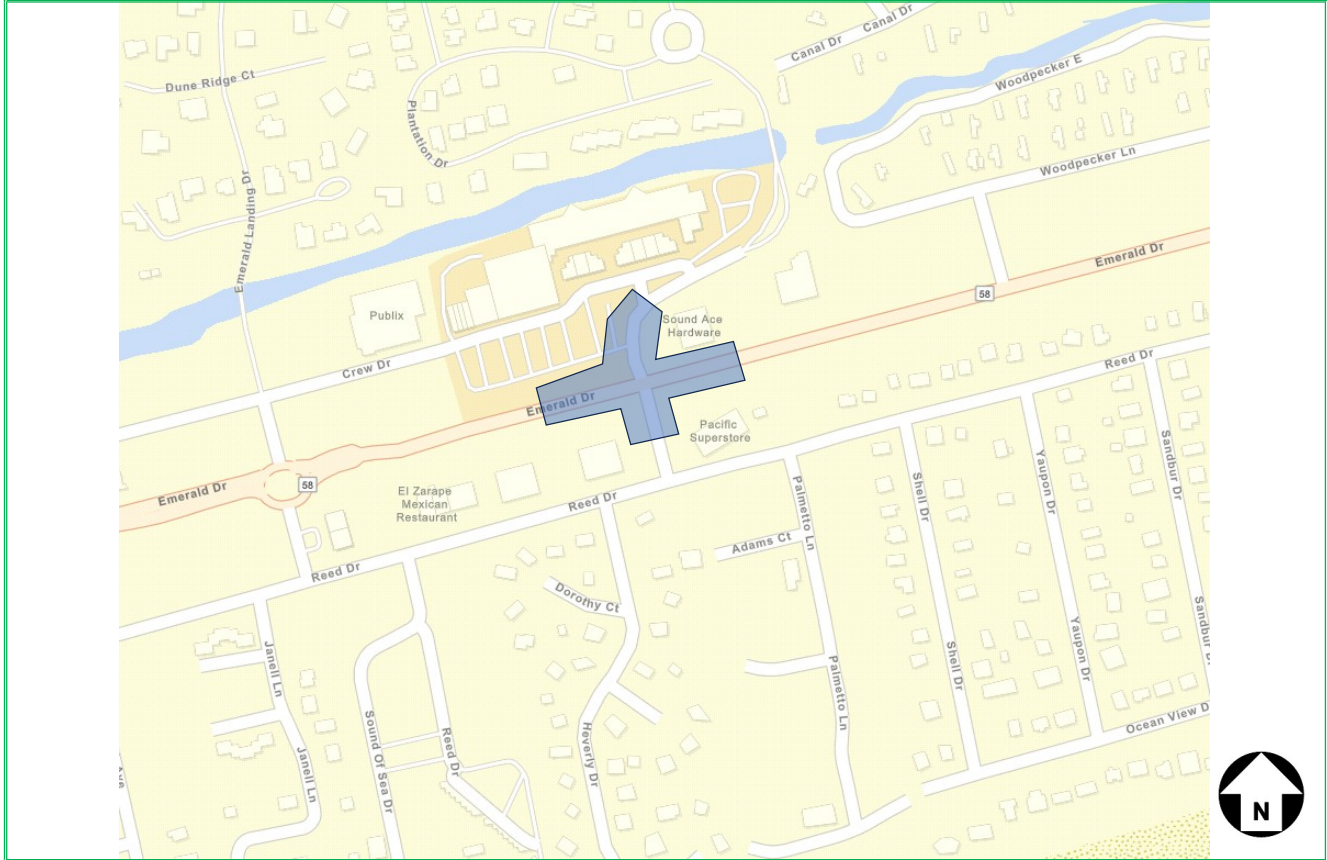 Canal Dr
Canal Dr
Dune Ridge Ct
Woodpecker E
Plantation Dr
Woodpecker Ln
Emerald Landing Dr
Emerald Dr
58
Publix
Sound Ace
Hardware
Crew Dr
Reed Dr
Emerald Dr
Pacific
Superstore
Emerald Dr
58
El Zarape
Mexican
Restaurant
Reed Dr
Palmetto Ln
Shell Dr
Yaupon Dr
Sandbur Dr
Adams Ct
Reed Dr
Dorothy Ct
Janell Ln
Shell Dr
Yaupon Dr
Sandbur D
Palmetto Ln
Sound Of Sea Dr
Reed Dr
Heverly Dr
Ocean View D
Janell Ln
N